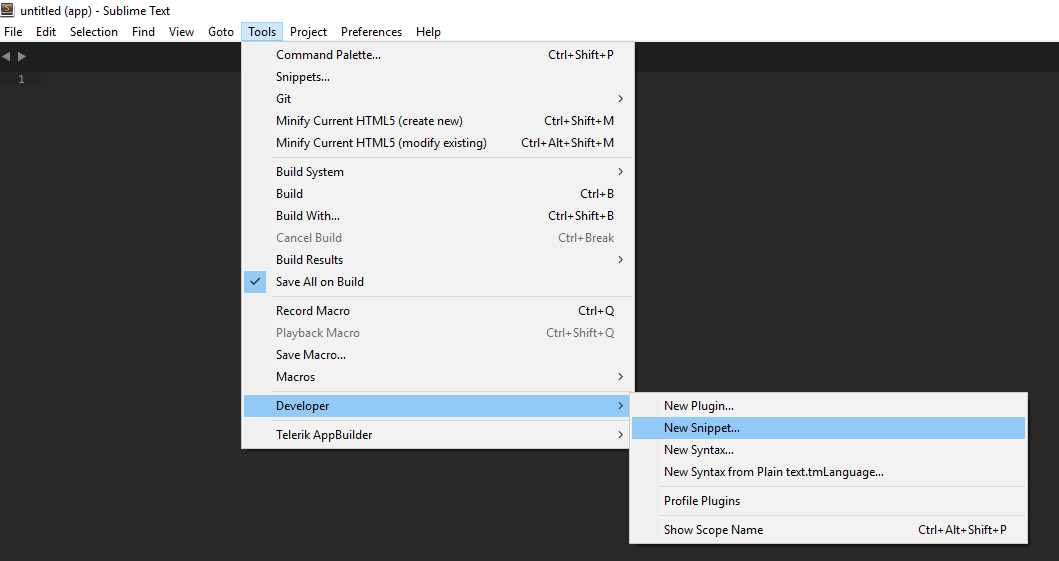 untitled (app) - Sublime Text
File Edit Selection Find View Goto Tools Project Preferences Help
1
Command Palette... Ctrl+Shift+P
Snippets...
Git
Minify Current HTML5 (create new) Ctrl+Shift+M
Minify Current HTML5 (modify existing) Ctrl+Alt+Shift+M
Build System
Build Ctrl+B
Build With... Ctrl+Shift+B
Cancel Build Ctrl+Break
Build Results
Save All on Build
Record Macro Ctrl+Q
Playback Macro Ctrl+Shift+Q
Save Macro...
Macros
Developer
Telerik AppBuilder
New Plugin...
New Snippet...
New Syntax...
New Syntax from Plain text.tmLanguage...
Profile Plugins
Show Scope Name Ctrl+Alt+Shift+P